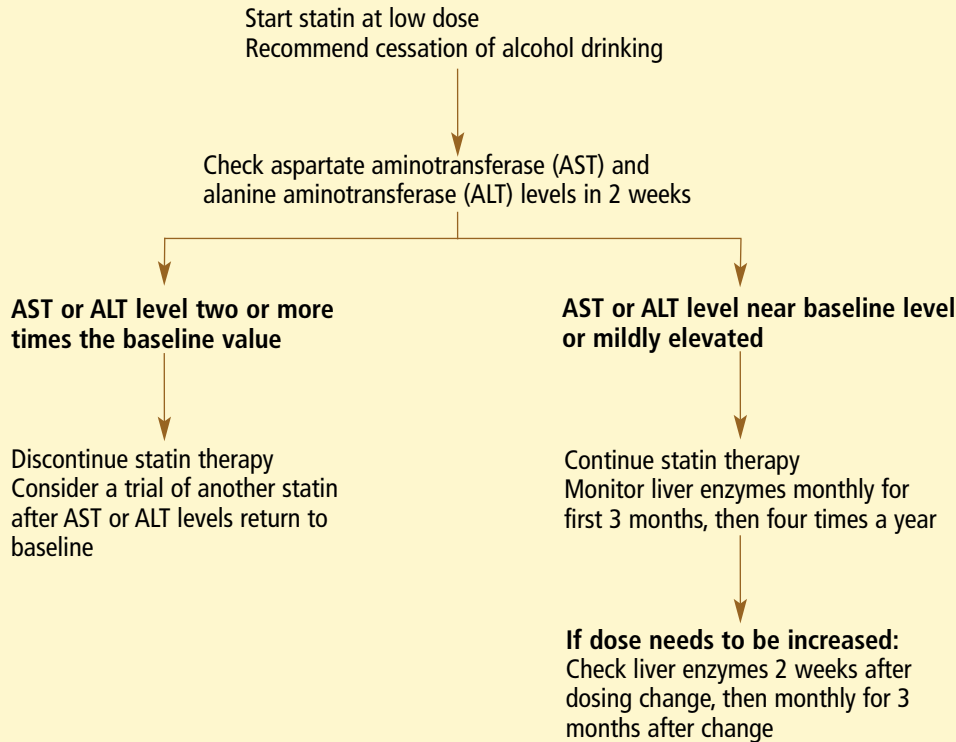 Start statin at low dose
Recommend cessation of alcohol drinking
Check aspartate aminotransferase (AST) and
alanine aminotransferase (ALT) levels in 2 weeks
AST or ALT level two or more
times the baseline value
Discontinue statin therapy
Consider a trial of another statin
after AST or ALT levels return to
baseline
AST or ALT level near baseline level
or mildly elevated
Continue statin therapy
Monitor liver enzymes monthly for
first 3 months, then four times a year
If dose needs to be increased:
Check liver enzymes 2 weeks after
dosing change, then monthly for 3
months after change